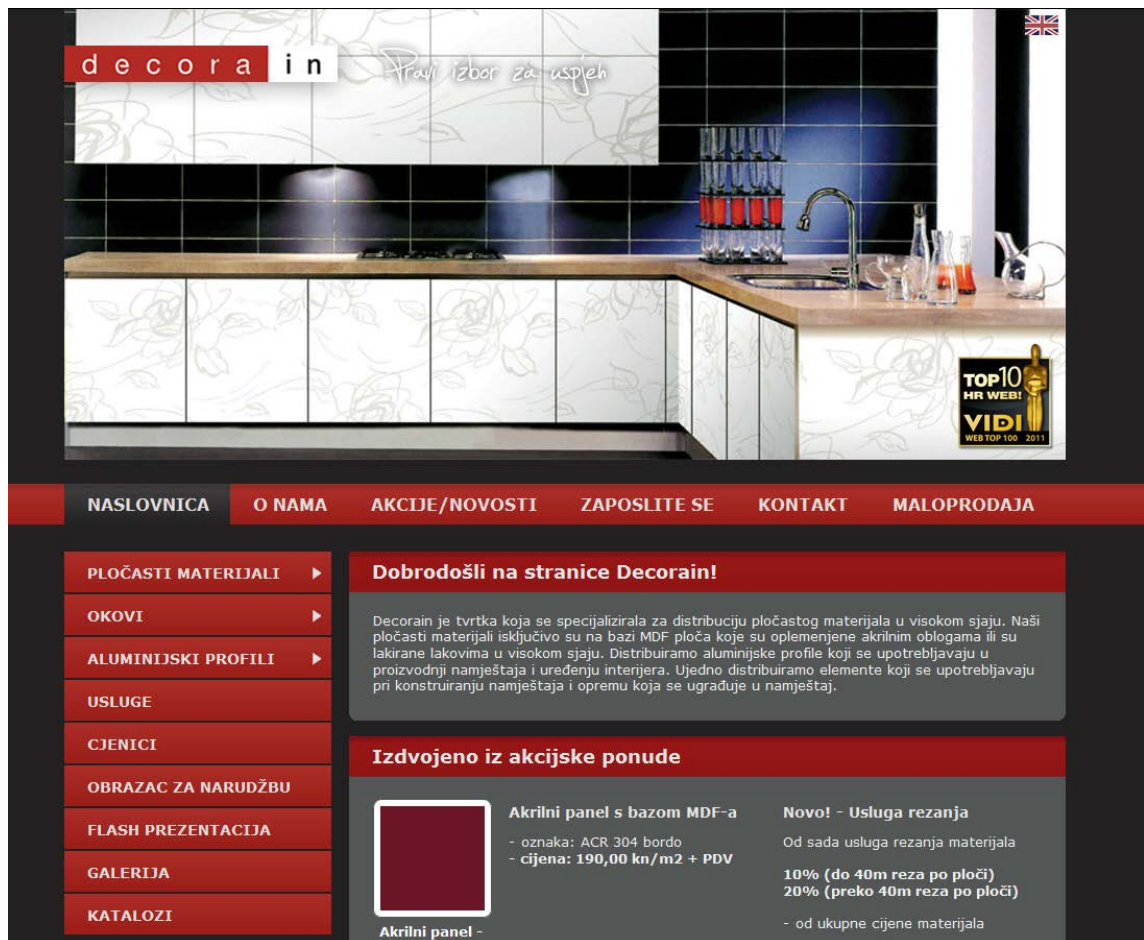 decora in
Pravi izbor za uspjeh
TOP10
HR WEB!
VIDI
WEB TOP 100 2011
NASLOVNICA O NAMA AKCIJE/NOVOSTI ZAPOSLITE SE KONTAKT MALOPRODAJA
PLOČASTI MATERIJALI
OKOVI
ALUMINIJSKI PROFILI
USLUGE
CJENICI
OBRAZAC ZA NARUDŽBU
FLASH PREZENTACIJA
GALERIJA
KATALOZI
Dobrodošli na stranice Decorain!
Decorain je tvrtka koja se specijalizirala za distribuciju pločastog materijala u visokom sjaju. Naši
pločasti materijali isključivo su na bazi MDF ploča koje su oplemenjene akrilnim oblogama ili su
lakirane lakovima u visokom sjaju. Distribuiramo aluminijske profile koji se upotrebljavaju u
proizvodnji namještaja i uređenju interijera. Ujedno distribuiramo elemente koji se upotrebljavaju
pri konstruiranju namještaja i opremu koja se ugrađuje u namještaj.
Izdvojeno iz akcijske ponude
Akrilni panel -
Akrilni panel s bazom MDF-a
- oznaka: ACR 304 bordo
- cijena: 190,00 kn/m2 + PDV
Novo! - Usluga rezanja
Od sada usluga rezanja materijala
10% (do 40m reza po ploči)
20% (preko 40m reza po ploči)
- od ukupne cijene materijala